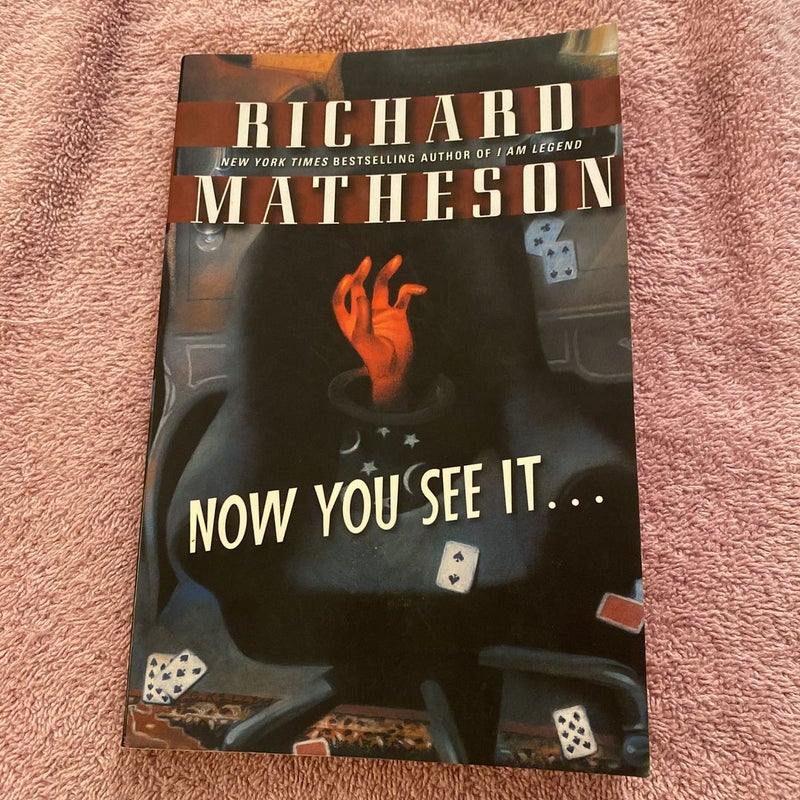 RICHARD
NEW YORK TIMES BESTSELLING AUTHOR OF I AM LEGEND
MATHESON
NOW YOU SEE IT...